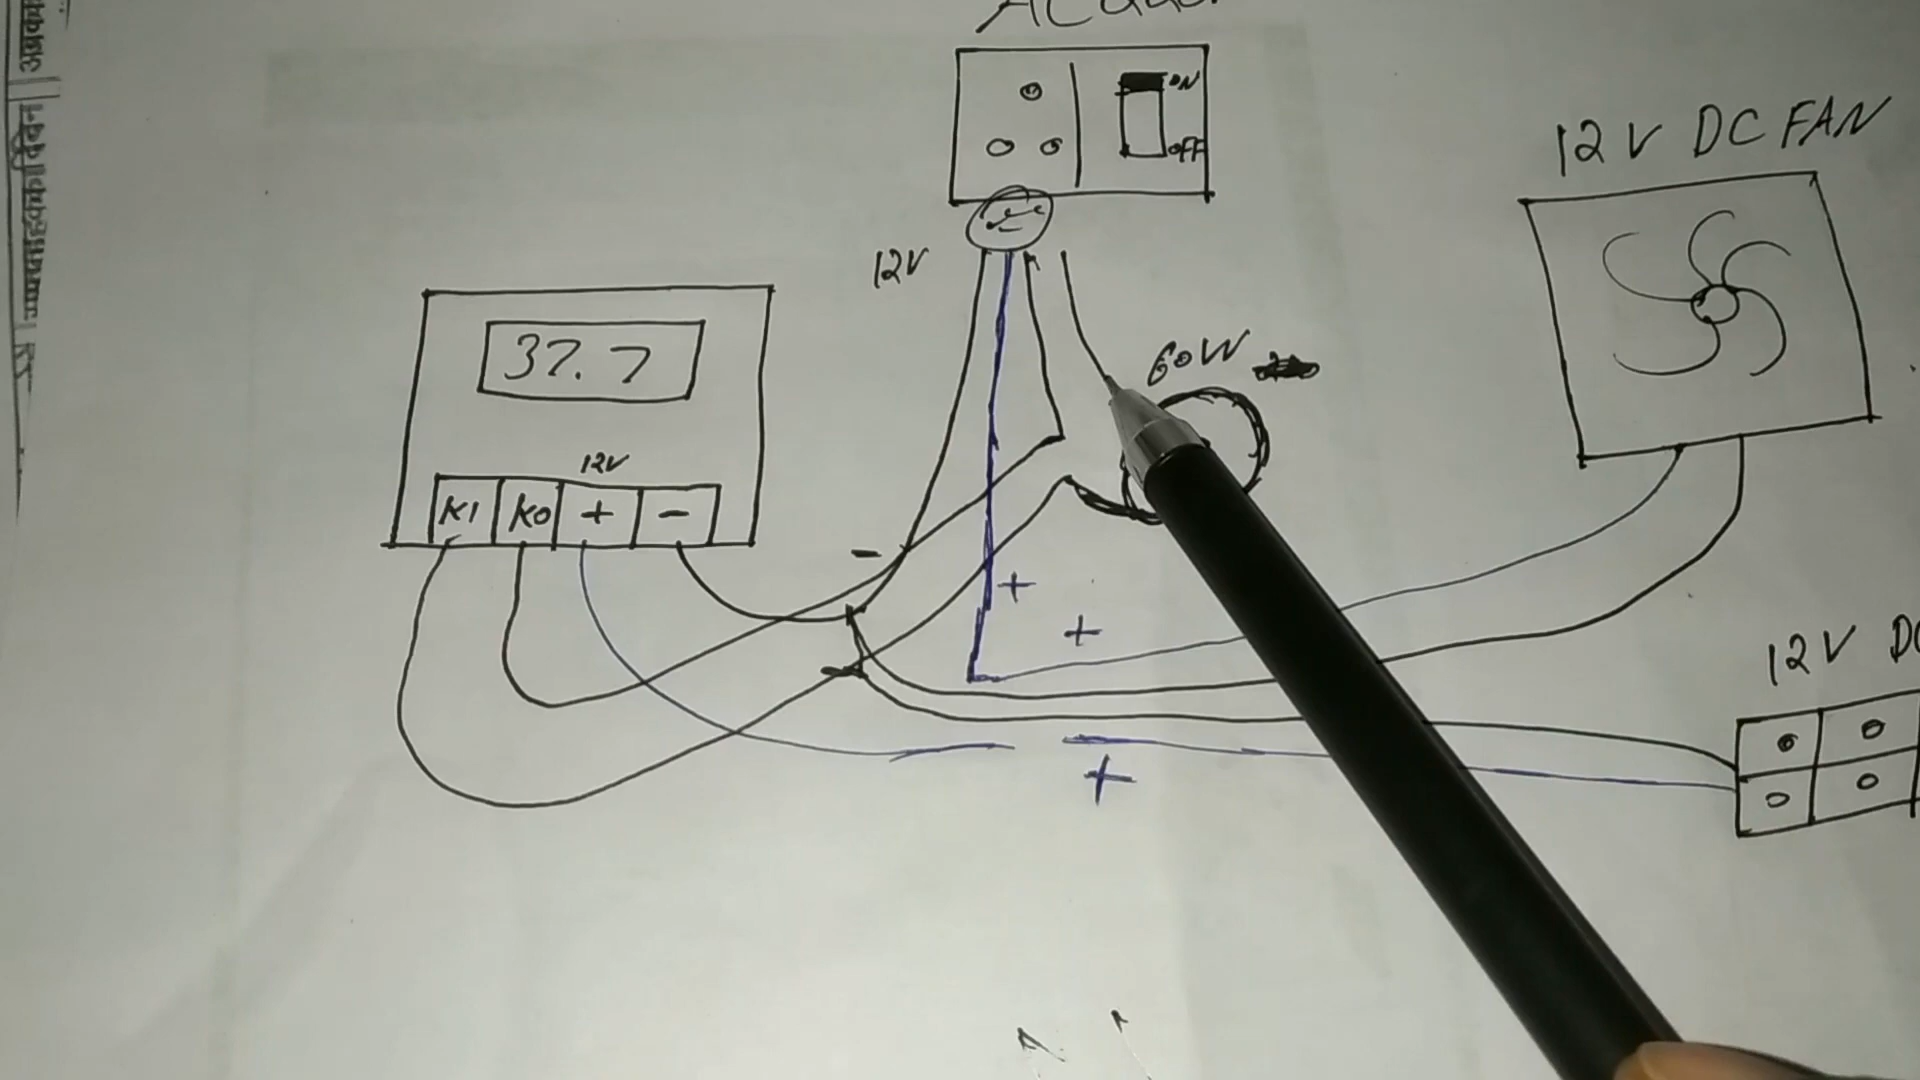 ON
OFF
12V DC FAN
12V
60W
37.7
12V
K1 K0 + -
-
+
+
12V DC
+